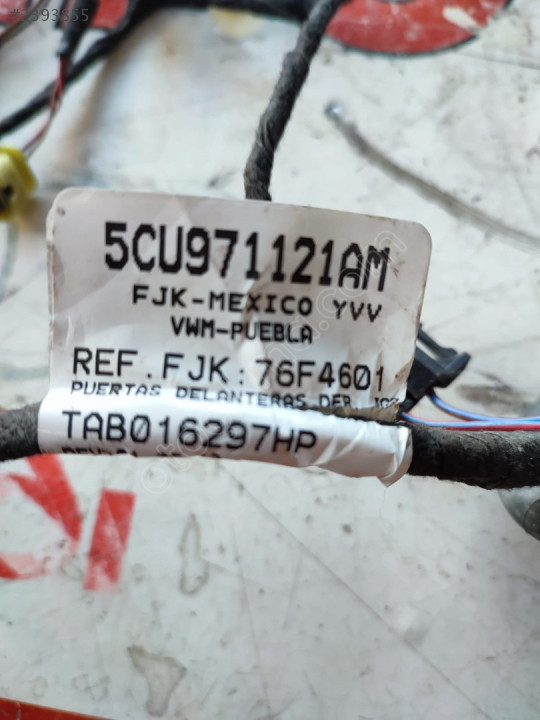 5CU971121AM
FJK-MEXICO YVV
VWM-PUEBLA
REF.FJK:76F4601
PUERTAS DELANTERAS DER.
TAB016297HP